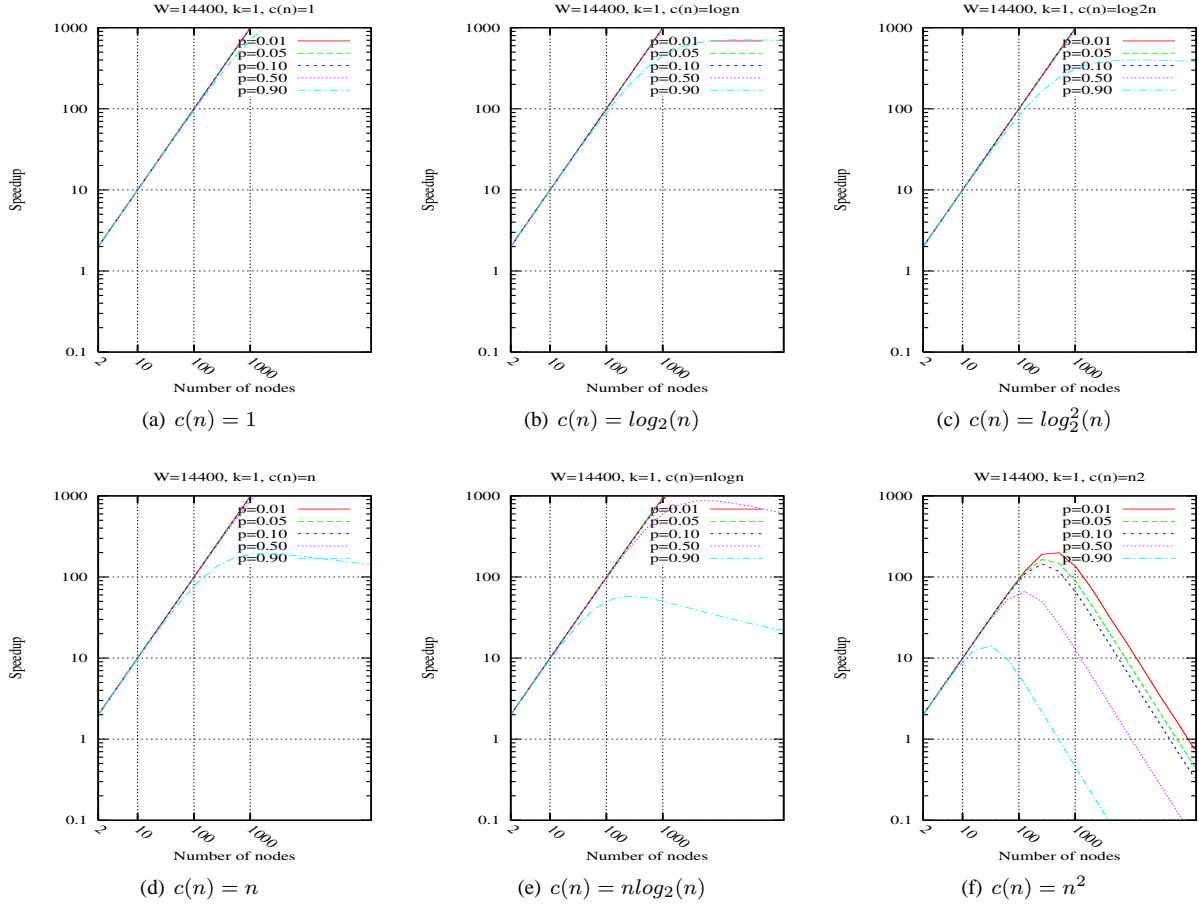 W=14400, k=1, c(n)=1
1000
100
10
1
0.1
Speedup
p=0.01
p=0.05
p=0.10
p=0.50
p=0.90
2
10
100
1000
Number of nodes
(a) c(n) = 1
W=14400, k=1, c(n)=logn
1000
100
10
1
0.1
Speedup
p=0.01
p=0.05
p=0.10
p=0.50
p=0.90
2
10
100
1000
Number of nodes
(b) c(n) = log₂(n)
W=14400, k=1, c(n)=log2n
1000
100
10
1
0.1
Speedup
p=0.01
p=0.05
p=0.10
p=0.50
p=0.90
2
10
100
1000
Number of nodes
(c) c(n) = log₂²(n)
W=14400, k=1, c(n)=n
1000
100
10
1
0.1
Speedup
p=0.01
p=0.05
p=0.10
p=0.50
p=0.90
2
10
100
1000
Number of nodes
(d) c(n) = n
W=14400, k=1, c(n)=nlogn
1000
100
10
1
0.1
Speedup
p=0.01
p=0.05
p=0.10
p=0.50
p=0.90
2
10
100
1000
Number of nodes
(e) c(n) = nlog₂(n)
W=14400, k=1, c(n)=n2
1000
100
10
1
0.1
Speedup
p=0.01
p=0.05
p=0.10
p=0.50
p=0.90
2
10
100
1000
Number of nodes
(f) c(n) = n²